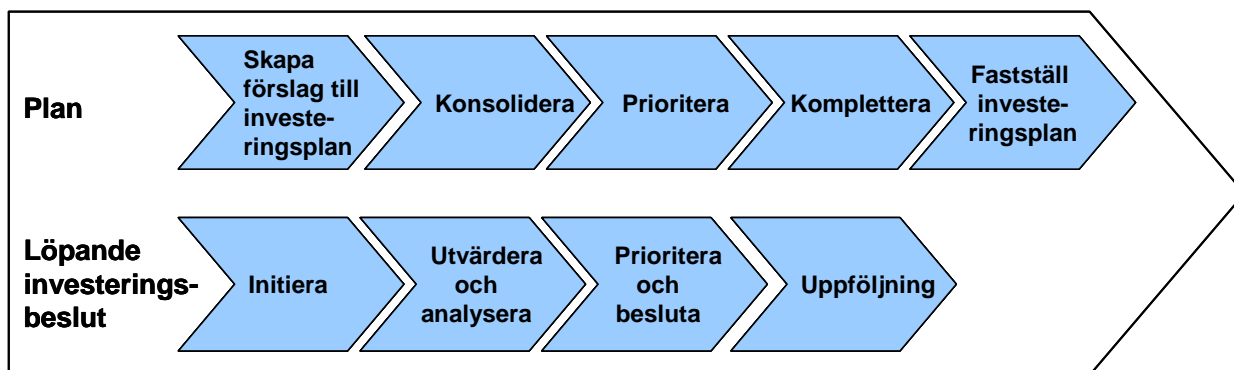 Plan
Skapa
förslag till
investe-
ringsplan
Konsolidera
Prioritera
Komplettera
Fastställ
investe-
ringsplan
Löpande
investerings-
beslut
Initiera
Utvärdera
och
analysera
Prioritera
och
besluta
Uppföljning